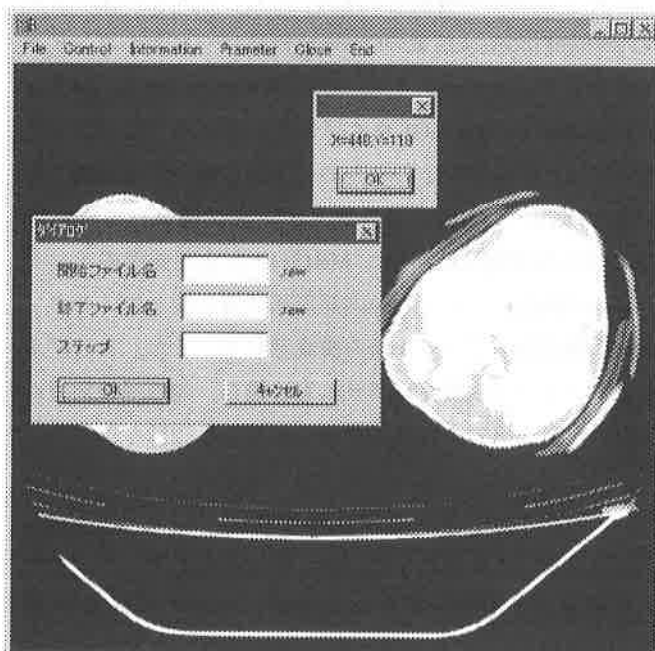 File Control Information Prameter Close End
X=448,Y=118
OK
ﾀﾞｲｱﾛｸﾞ
開始ファイル名 .raw
終了ファイル名 .raw
ステップ
OK ｷｬﾝｾﾙ